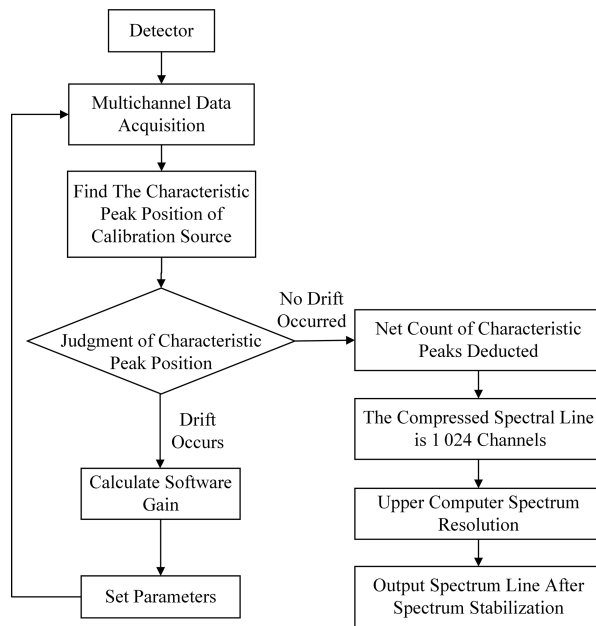 Detector
Multichannel Data
Acquisition
Find The Characteristic
Peak Position of
Calibration Source
Judgment of Characteristic
Peak Position
No Drift
Occurred
Net Count of Characteristic
Peaks Deducted
The Compressed Spectral Line
is 1 024 Channels
Upper Computer Spectrum
Resolution
Output Spectrum Line After
Spectrum Stabilization
Drift
Occurs
Calculate Software
Gain
Set Parameters